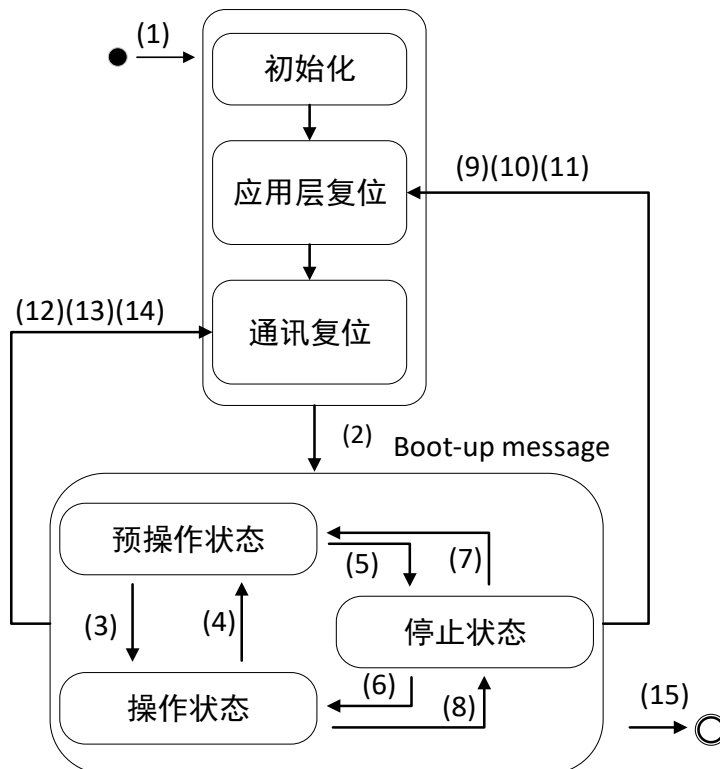 (1)
初始化
应用层复位
(9)(10)(11)
(12)(13)(14)
通讯复位
(2)
Boot-up message
预操作状态
(5)
(7)
(3)
(4)
停止状态
操作状态
(6)
(8)
(15)